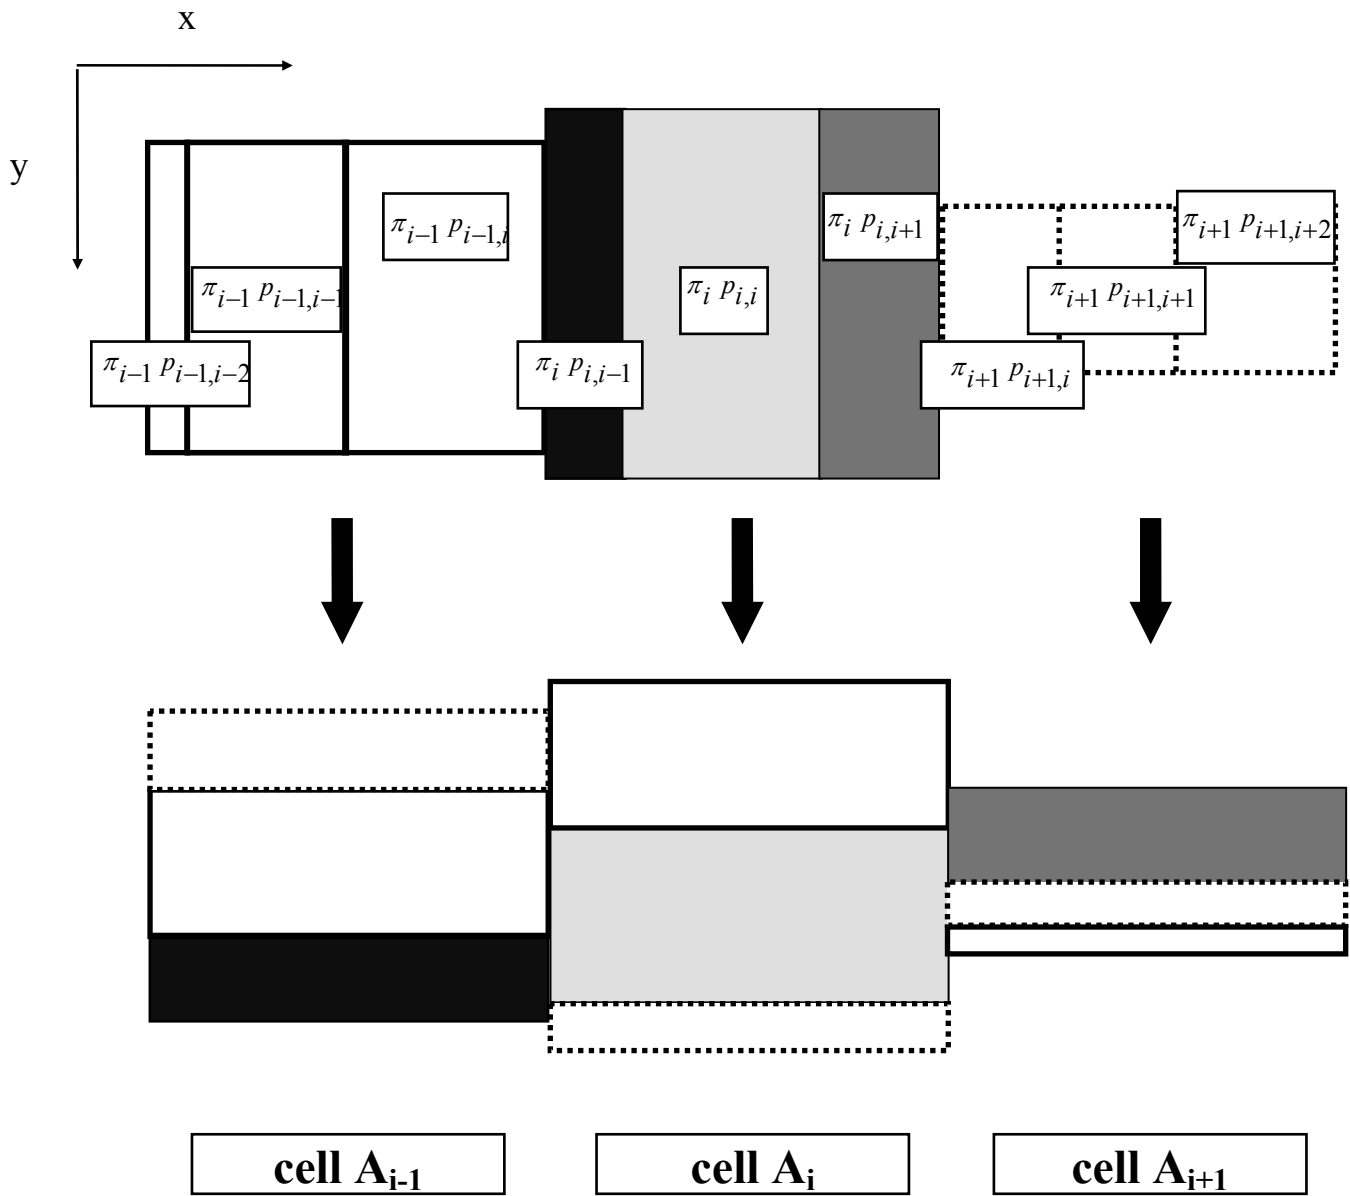 x
y
π_{i−1} p_{i−1,i}
π_i p_{i,i+1}
π_{i+1} p_{i+1,i+2}
π_{i−1} p_{i−1,i−1}
π_i p_{i,i}
π_{i+1} p_{i+1,i+1}
π_{i−1} p_{i−1,i−2}
π_i p_{i,i−1}
π_{i+1} p_{i+1,i}
cell A_{i-1}
cell A_i
cell A_{i+1}